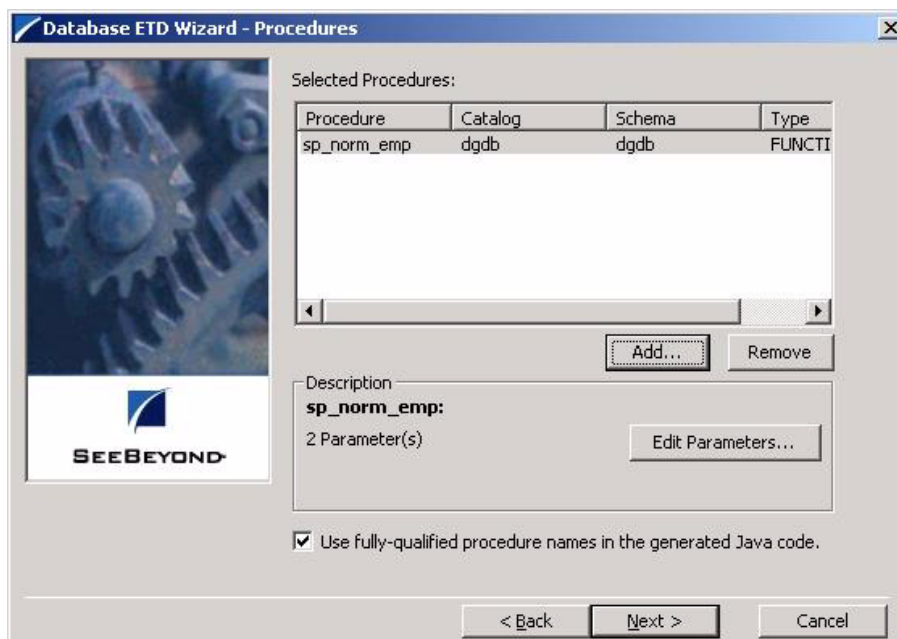 Database ETD Wizard - Procedures
Selected Procedures:
Procedure Catalog Schema Type
sp_norm_emp dgdb dgdb FUNCTI
Add... Remove
Description
sp_norm_emp:
2 Parameter(s)
Edit Parameters...
SEEBEYOND
Use fully-qualified procedure names in the generated Java code.
< Back Next > Cancel